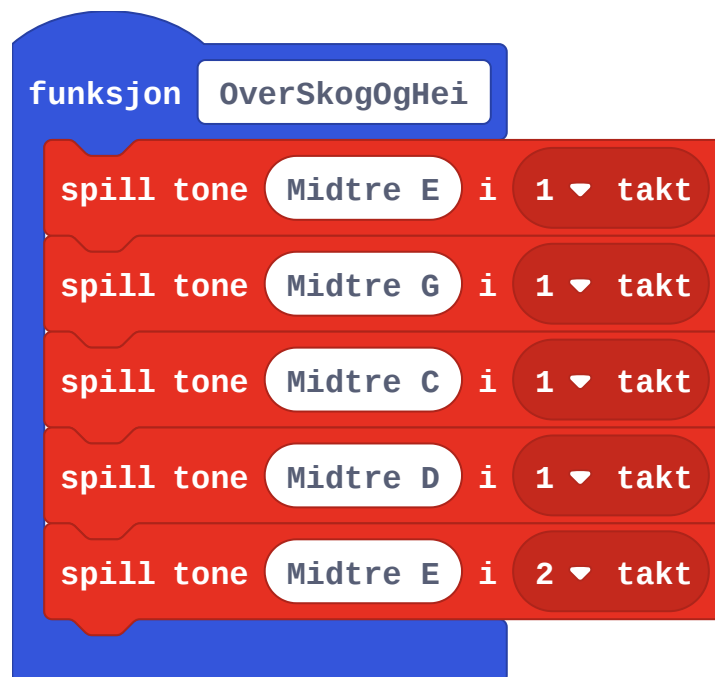 funksjon OverSkogOgHei
spill tone Midtre E i 1 takt
spill tone Midtre G i 1 takt
spill tone Midtre C i 1 takt
spill tone Midtre D i 1 takt
spill tone Midtre E i 2 takt